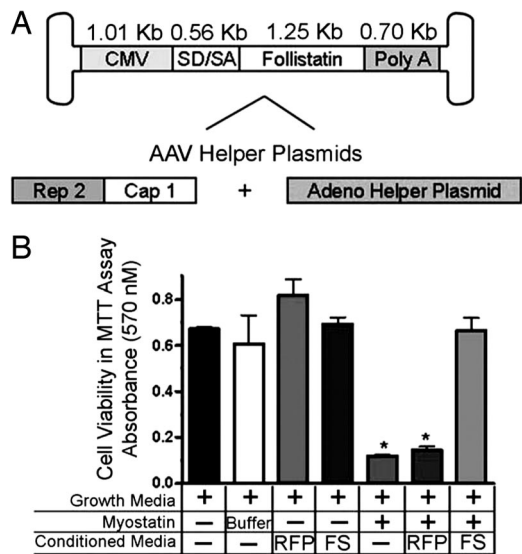 A
1.01 Kb 0.56 Kb 1.25 Kb 0.70 Kb
CMV SD/SA Follistatin Poly A
AAV Helper Plasmids
Rep 2 Cap 1 + Adeno Helper Plasmid
B
Cell Viability in MTT Assay
Absorbance (570 nM)
0.8
0.6
0.4
0.2
0.0
* *
Growth Media + + + + + + +
Myostatin − Buffer − − + + +
Conditioned Media − − RFP FS − RFP FS